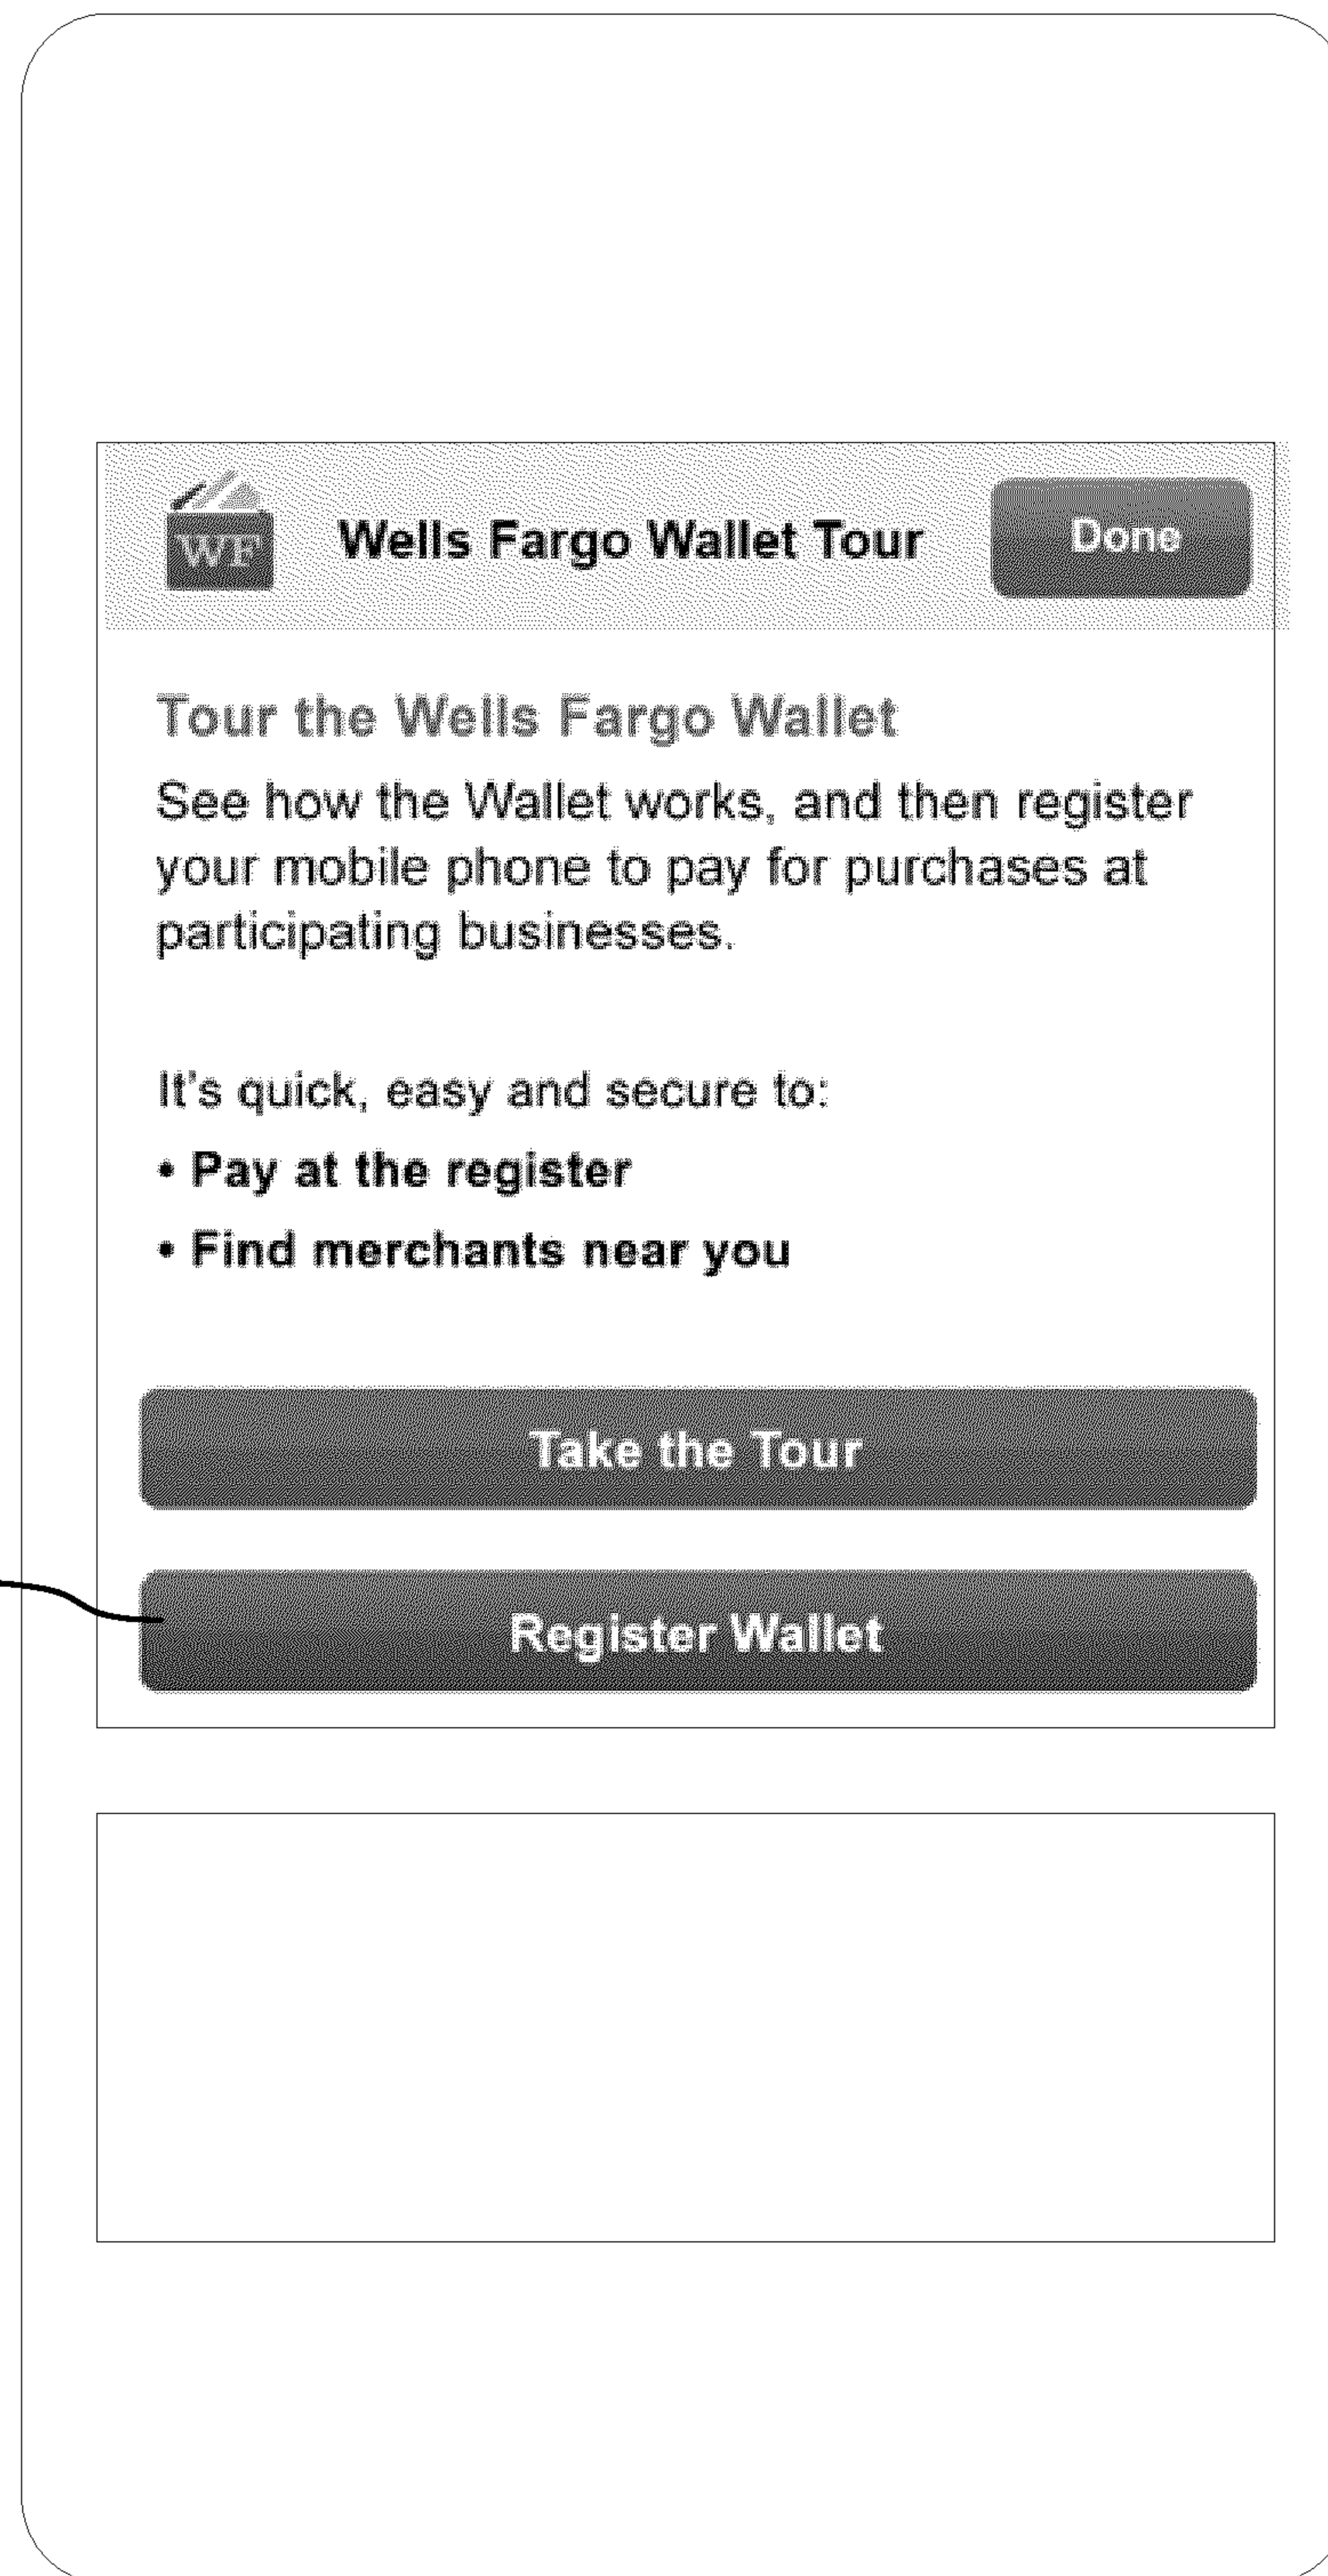 WF
Wells Fargo Wallet Tour
Done
Tour the Wells Fargo Wallet
See how the Wallet works, and then register
your mobile phone to pay for purchases at
participating businesses.
It's quick, easy and secure to:
• Pay at the register
• Find merchants near you
Take the Tour
Register Wallet